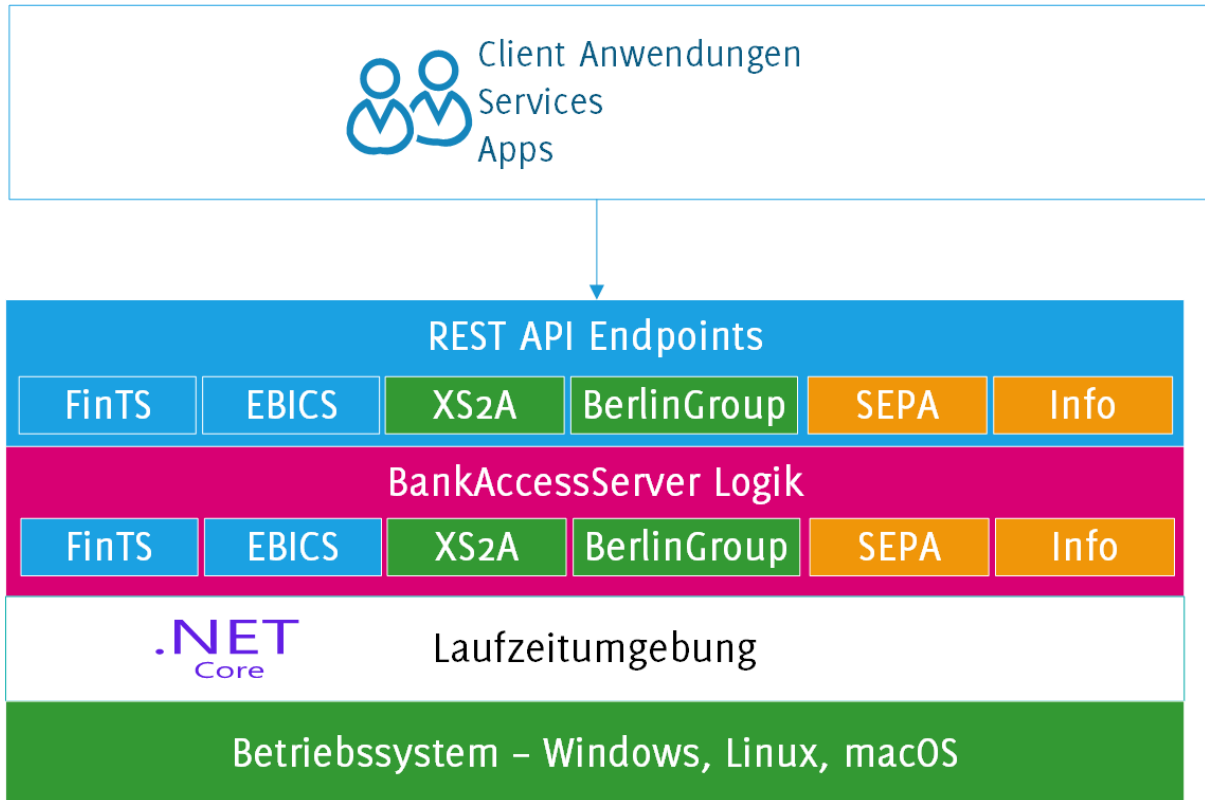 Client Anwendungen
Services
Apps
REST API Endpoints
FinTS EBICS XS2A BerlinGroup SEPA Info
BankAccessServer Logik
FinTS EBICS XS2A BerlinGroup SEPA Info
.NET
Core
Laufzeitumgebung
Betriebssystem – Windows, Linux, macOS